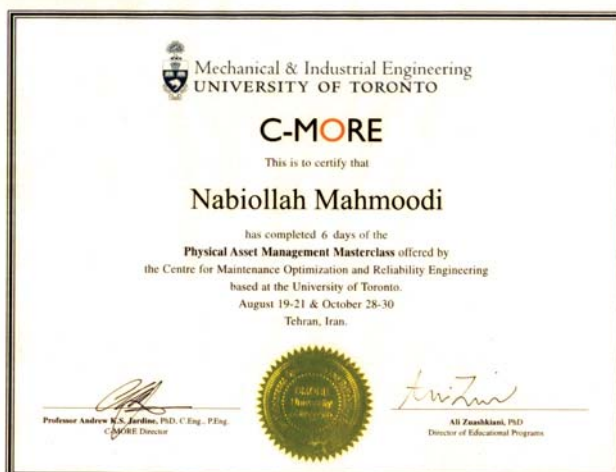 Mechanical & Industrial Engineering
UNIVERSITY OF TORONTO
C-MORE
This is to certify that
Nabiollah Mahmoodi
has completed 6 days of the
Physical Asset Management Masterclass offered by
the Centre for Maintenance Optimization and Reliability Engineering
based at the University of Toronto.
August 19-21 & October 28-30
Tehran, Iran.
Professor Andrew K.S. Jardine, PhD, C.Eng., P.Eng.
C-MORE Director
Ali Zuashkiani, PhD
Director of Educational Programs